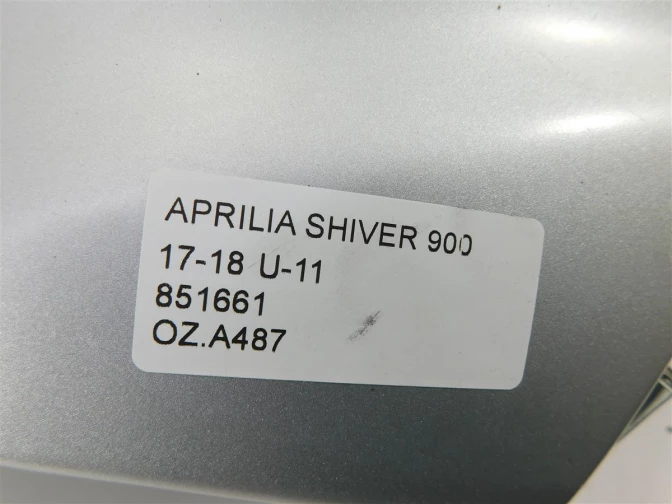 APRILIA SHIVER 900
17-18 U-11
851661
OZ.A487